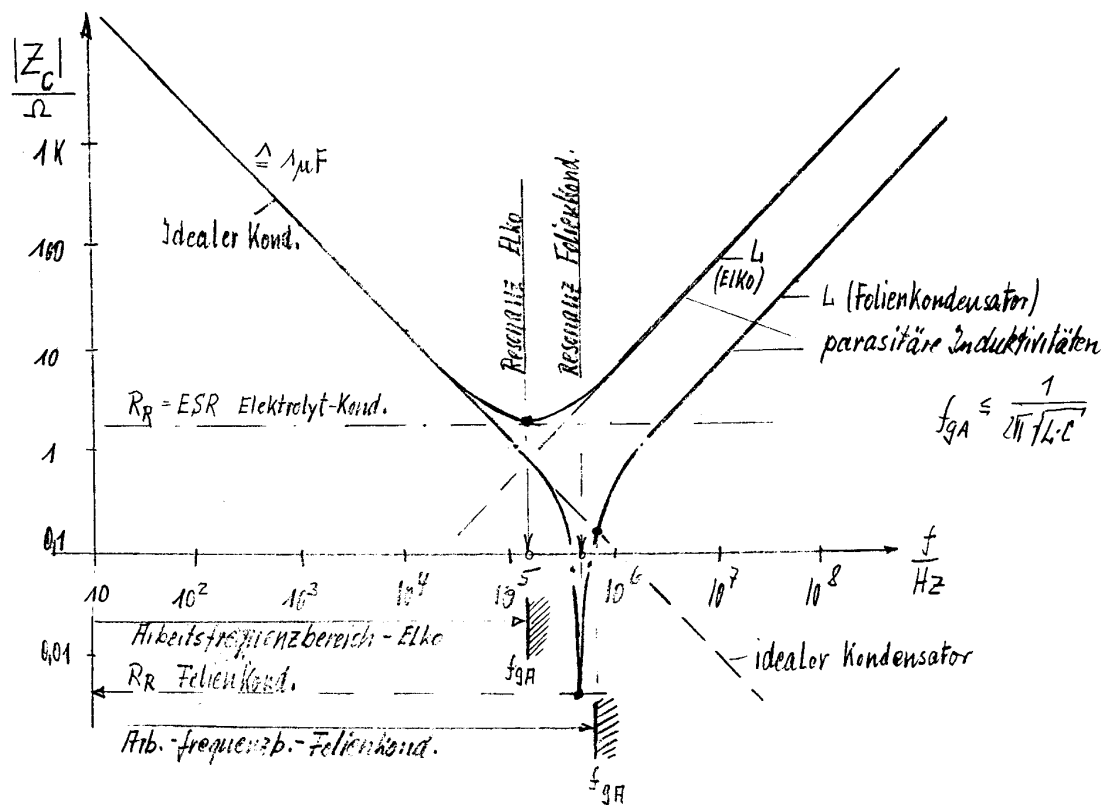 |Z_C|
Ω
1K
100
10
1
0,1
0,01
≙ 1µF
Idealer Kond.
Resonanz Elko
Resonanz Folienkond.
L
(Elko)
L (Folienkondensator)
parasitäre Induktivitäten
R_R = ESR Elektrolyt-Kond.
f_gA ≤ 1 / 2π √L·C
f
Hz
10
10²
10³
10⁴
10⁵
10⁶
10⁷
10⁸
Arbeitsfrequenzbereich - Elko
f_gA
R_R Folienkond.
idealer Kondensator
Arb.-frequenzb.-Folienkond.
f_gA